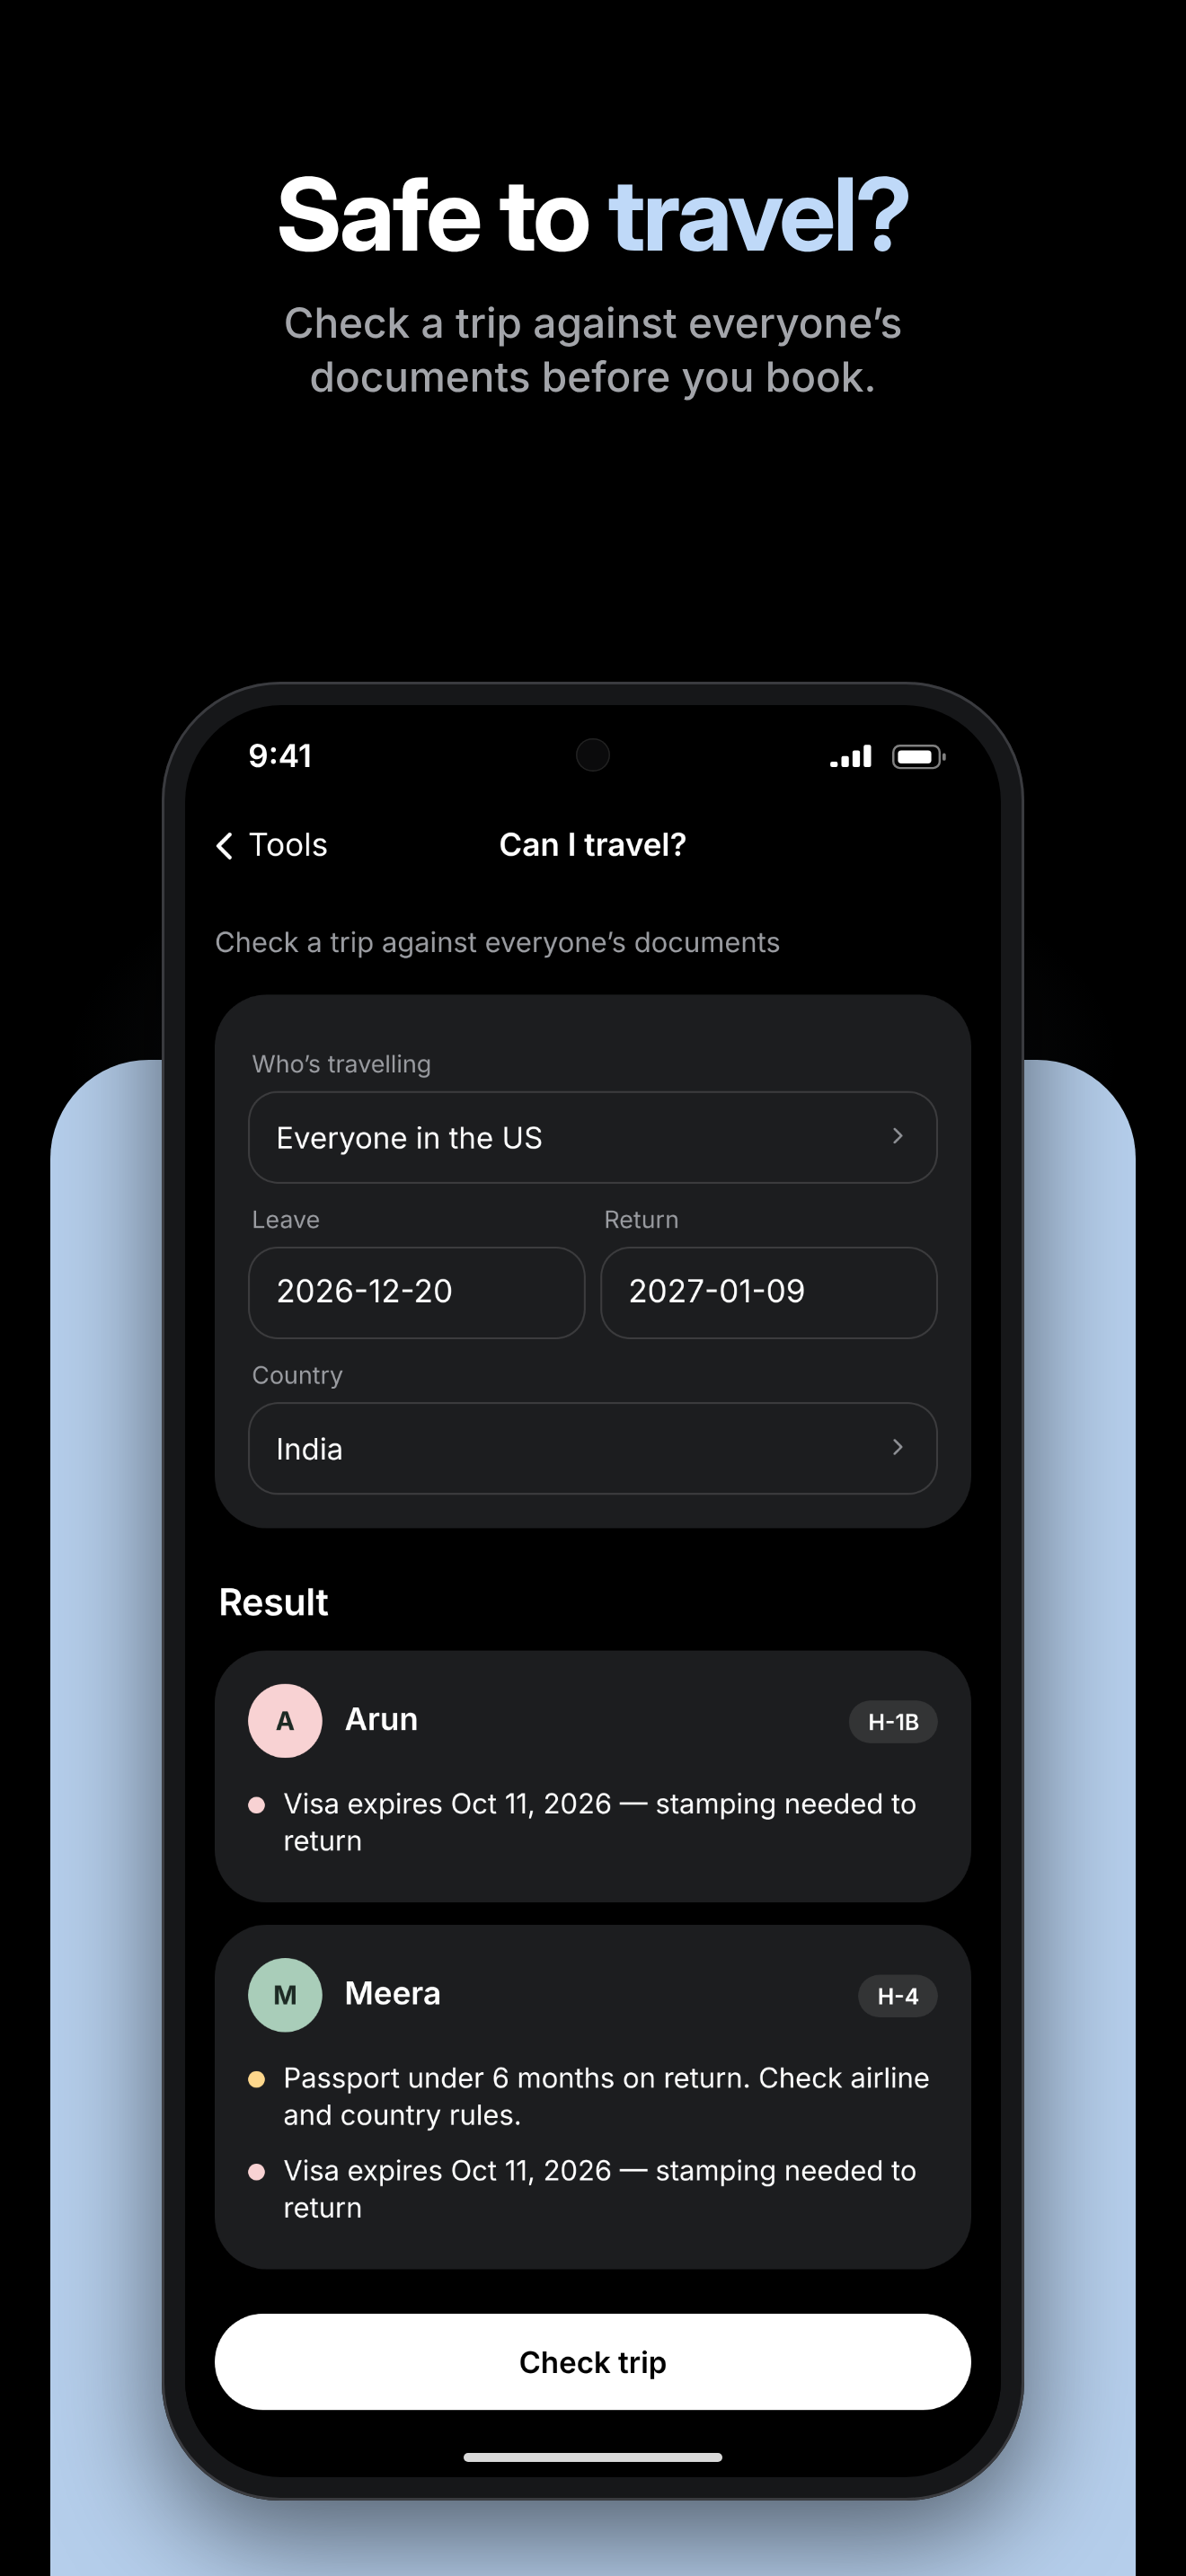 Safe to travel?
Check a trip against everyone’s
documents before you book.
9:41
Tools
Can I travel?
Check a trip against everyone’s documents
Who’s travelling
Everyone in the US
Leave
Return
2026-12-20
2027-01-09
Country
India
Result
A
Arun
H-1B
Visa expires Oct 11, 2026 — stamping needed to
return
M
Meera
H-4
Passport under 6 months on return. Check airline
and country rules.
Visa expires Oct 11, 2026 — stamping needed to
return
Check trip